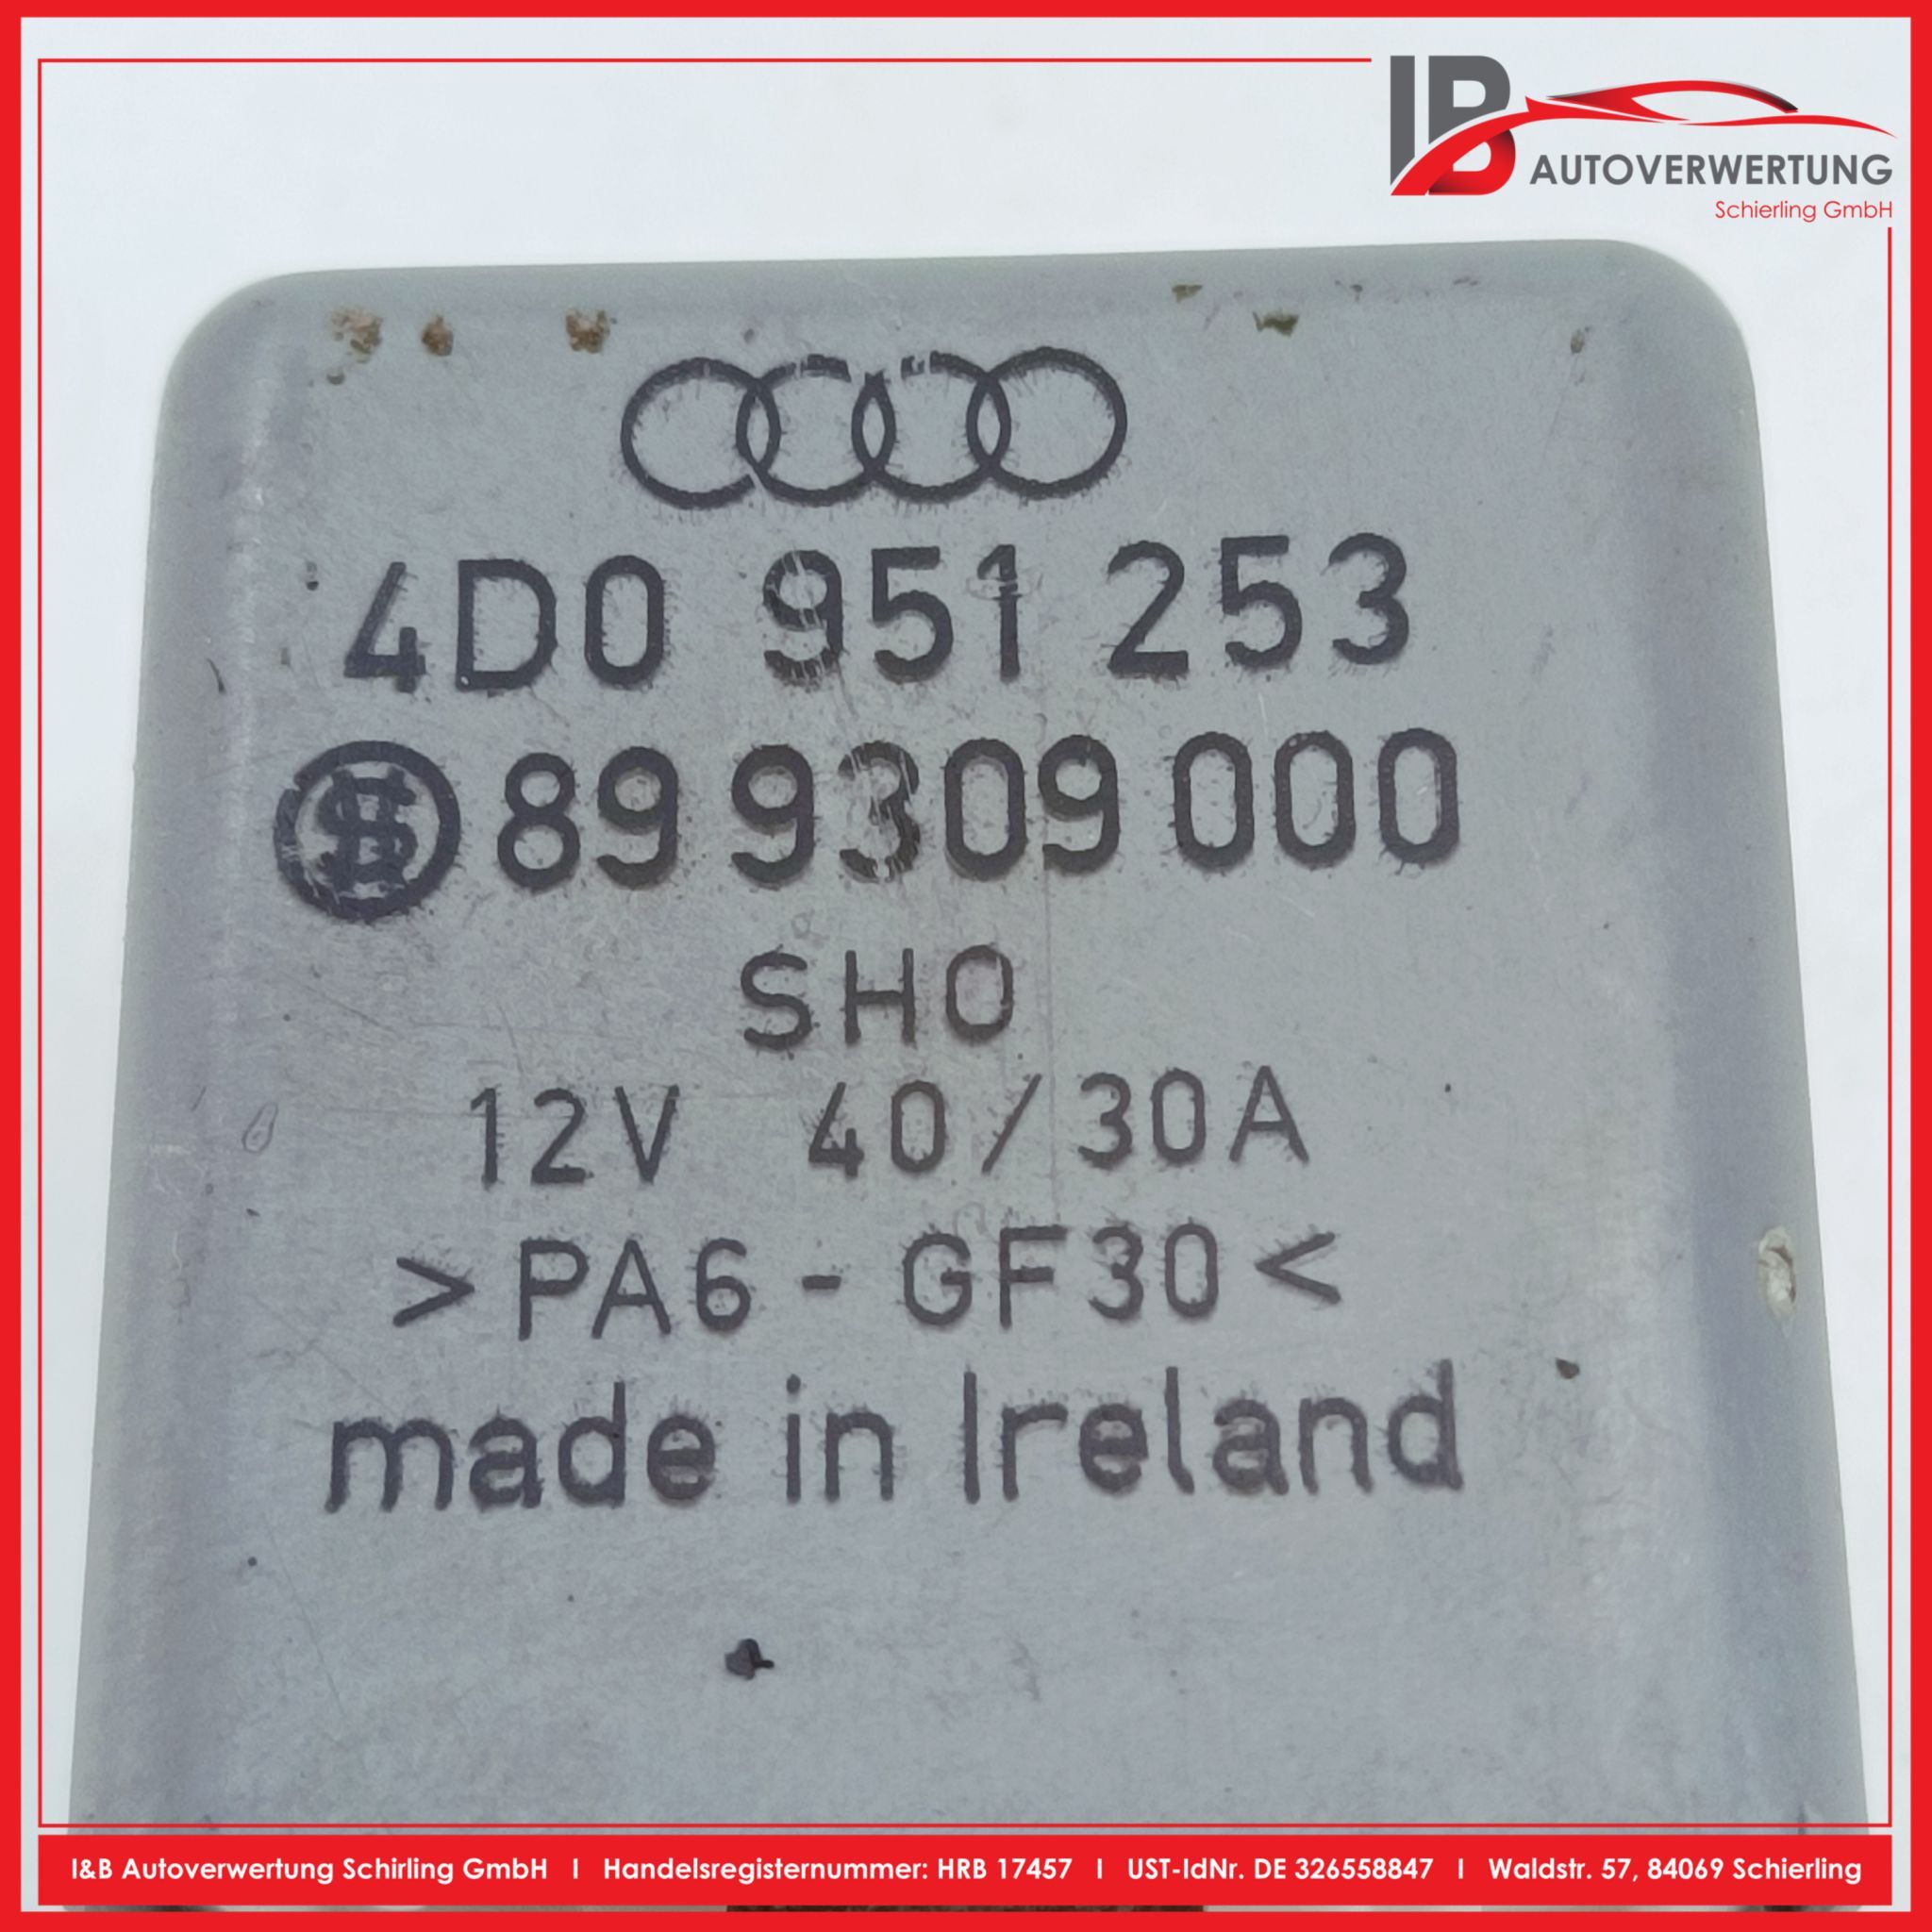 IB
AUTOVERWERTUNG
Schierling GmbH
4D0 951 253
899309000
SHO
12V 40/30A
>PA6-GF30<
made in Ireland
I&B Autoverwertung Schirling GmbH I Handelsregisternummer: HRB 17457 I UST-IdNr. DE 326558847 I Waldstr. 57, 84069 Schierling